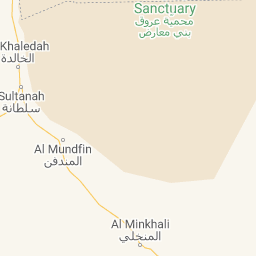 Sanctuary
محمية عروق
بني معارض
Khaledah
الخالدة
Sultanah
سلطانة
Al Mundfin
المندفن
Al Minkhali
المنخلي